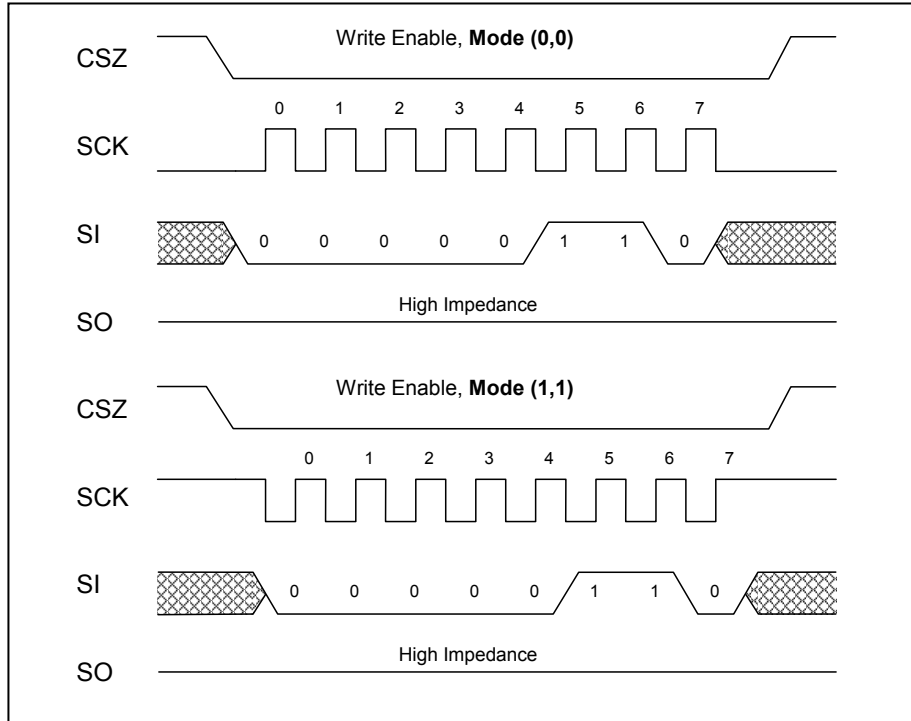 Write Enable, Mode (0,0)
CSZ
0 1 2 3 4 5 6 7
SCK
SI
0 0 0 0 0 1 1 0
High Impedance
SO
Write Enable, Mode (1,1)
CSZ
0 1 2 3 4 5 6 7
SCK
SI
0 0 0 0 0 1 1 0
High Impedance
SO